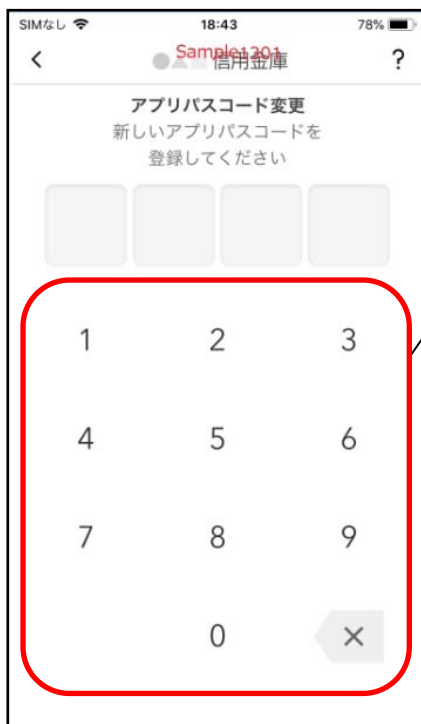 SIMなし 18:43 78%
< ●▲■信用金庫 ?
Sample1301
アプリパスコード変更
新しいアプリパスコードを
登録してください
1 2 3
4 5 6
7 8 9
0 ×